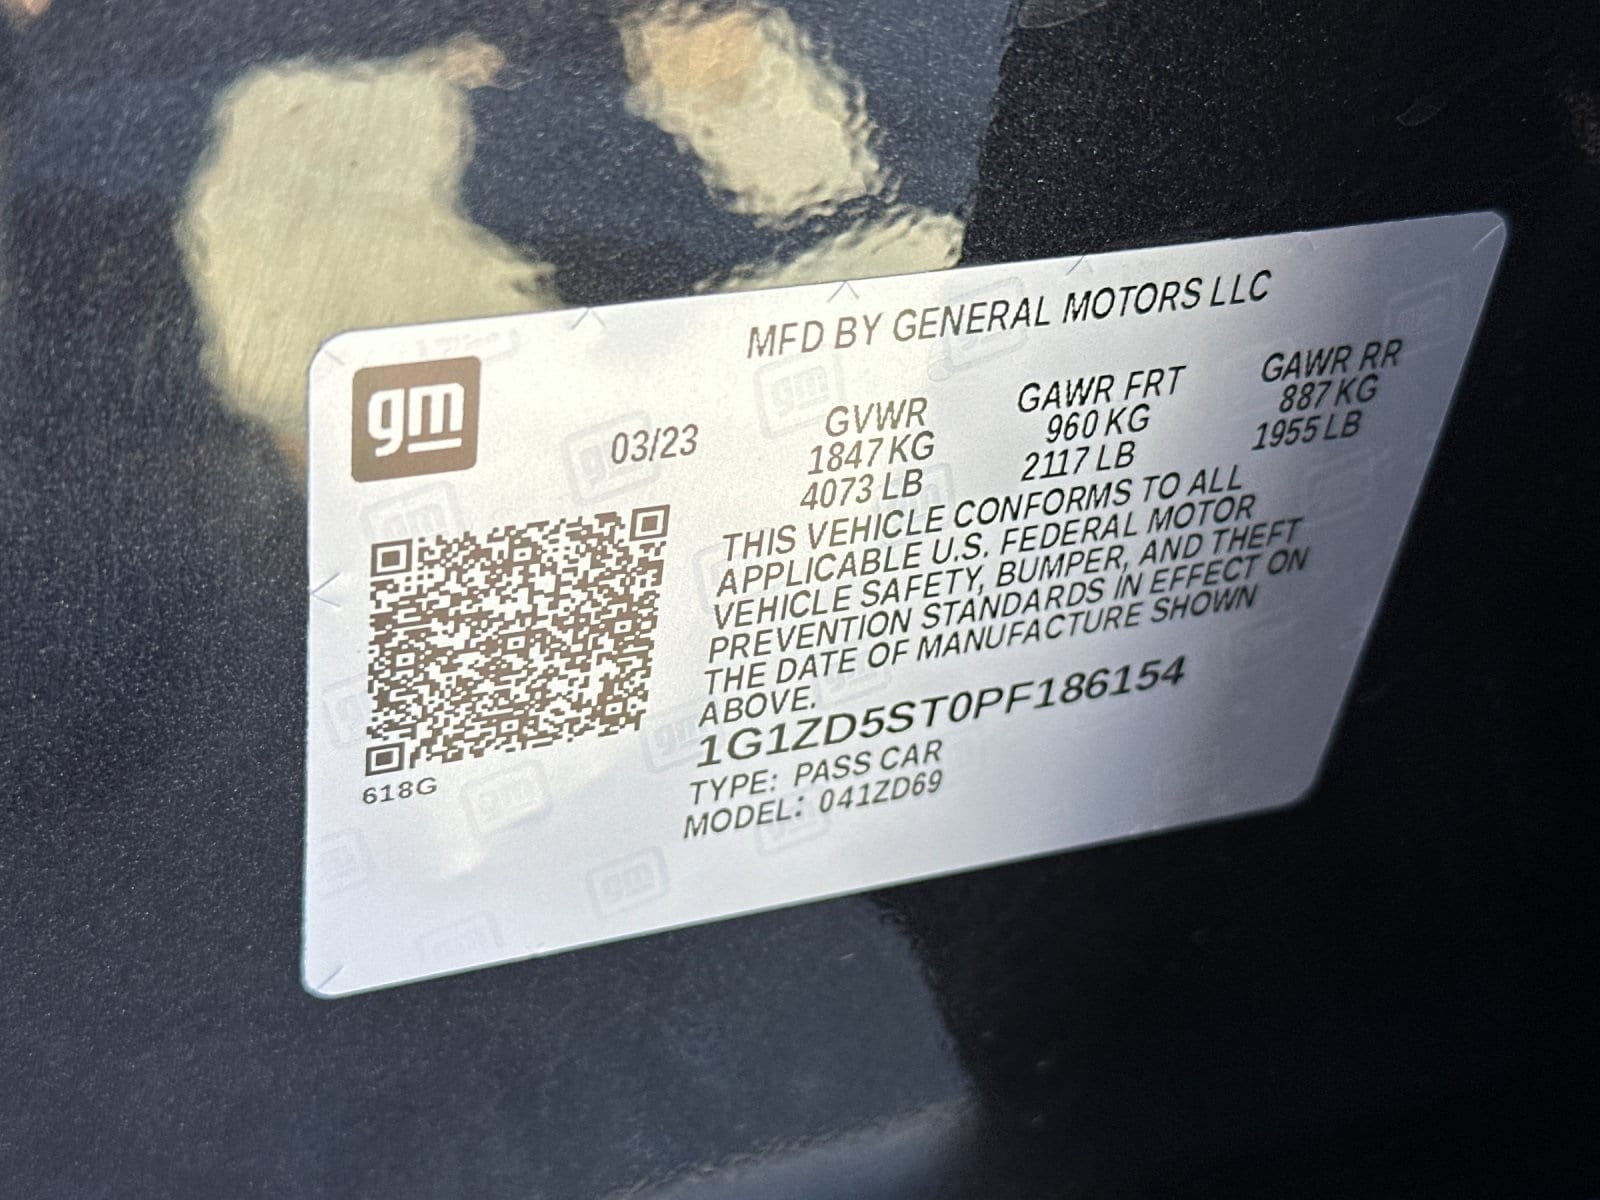 MFD BY GENERAL MOTORS LLC
gm
03/23
GVWR GAWR FRT GAWR RR
1847 KG 960 KG 887 KG
4073 LB 2117 LB 1955 LB
THIS VEHICLE CONFORMS TO ALL
APPLICABLE U.S. FEDERAL MOTOR
VEHICLE SAFETY, BUMPER, AND THEFT
PREVENTION STANDARDS IN EFFECT ON
THE DATE OF MANUFACTURE SHOWN
ABOVE.
1G1ZD5ST0PF186154
TYPE: PASS CAR
MODEL: 041ZD69
618G